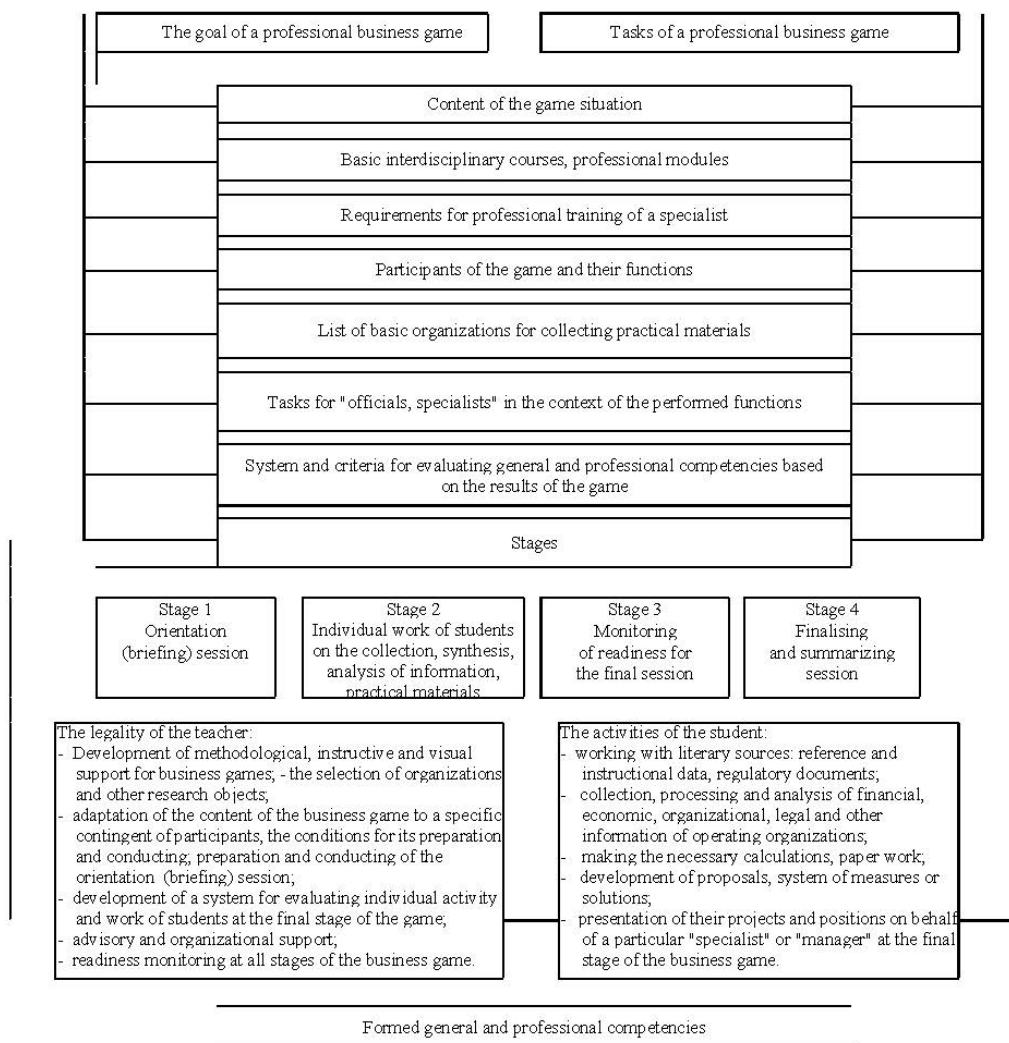 The goal of a professional business game
Tasks of a professional business game
Content of the game situation
Basic interdisciplinary courses, professional modules
Requirements for professional training of a specialist
Participants of the game and their functions
List of basic organizations for collecting practical materials
Tasks for "officials, specialists" in the context of the performed functions
System and criteria for evaluating general and professional competencies based
on the results of the game
Stages
Stage 1
Orientation
(briefing) session
Stage 2
Individual work of students
on the collection, synthesis,
analysis of information,
practical materials
Stage 3
Monitoring
of readiness for
the final session
Stage 4
Finalising
and summarizing
session
The legality of the teacher:
- Development of methodological, instructive and visual
support for business games; - the selection of organizations
and other research objects;
- adaptation of the content of the business game to a specific
contingent of participants, the conditions for its preparation
and conducting; preparation and conducting of the
orientation (briefing) session;
- development of a system for evaluating individual activity
and work of students at the final stage of the game;
- advisory and organizational support;
- readiness monitoring at all stages of the business game.
The activities of the student:
- working with literary sources: reference and
instructional data, regulatory documents;
- collection, processing and analysis of financial,
economic, organizational, legal and other
information of operating organizations;
- making the necessary calculations, paper work;
- development of proposals, system of measures or
solutions;
- presentation of their projects and positions on behalf
of a particular "specialist" or "manager" at the final
stage of the business game.
Formed general and professional competencies